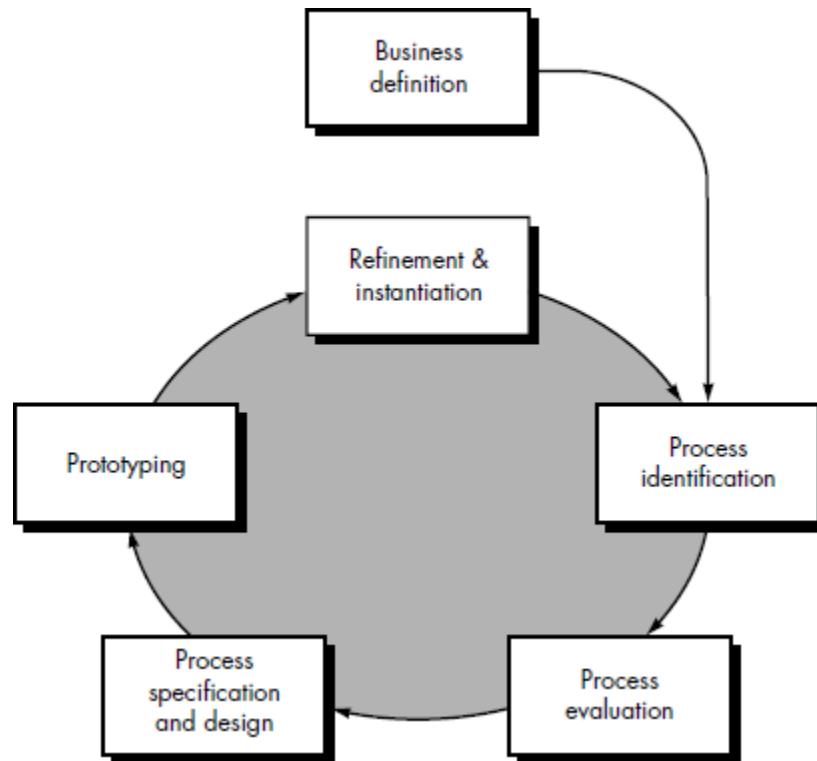 Business
definition
Refinement &
instantiation
Prototyping
Process
identification
Process
specification
and design
Process
evaluation